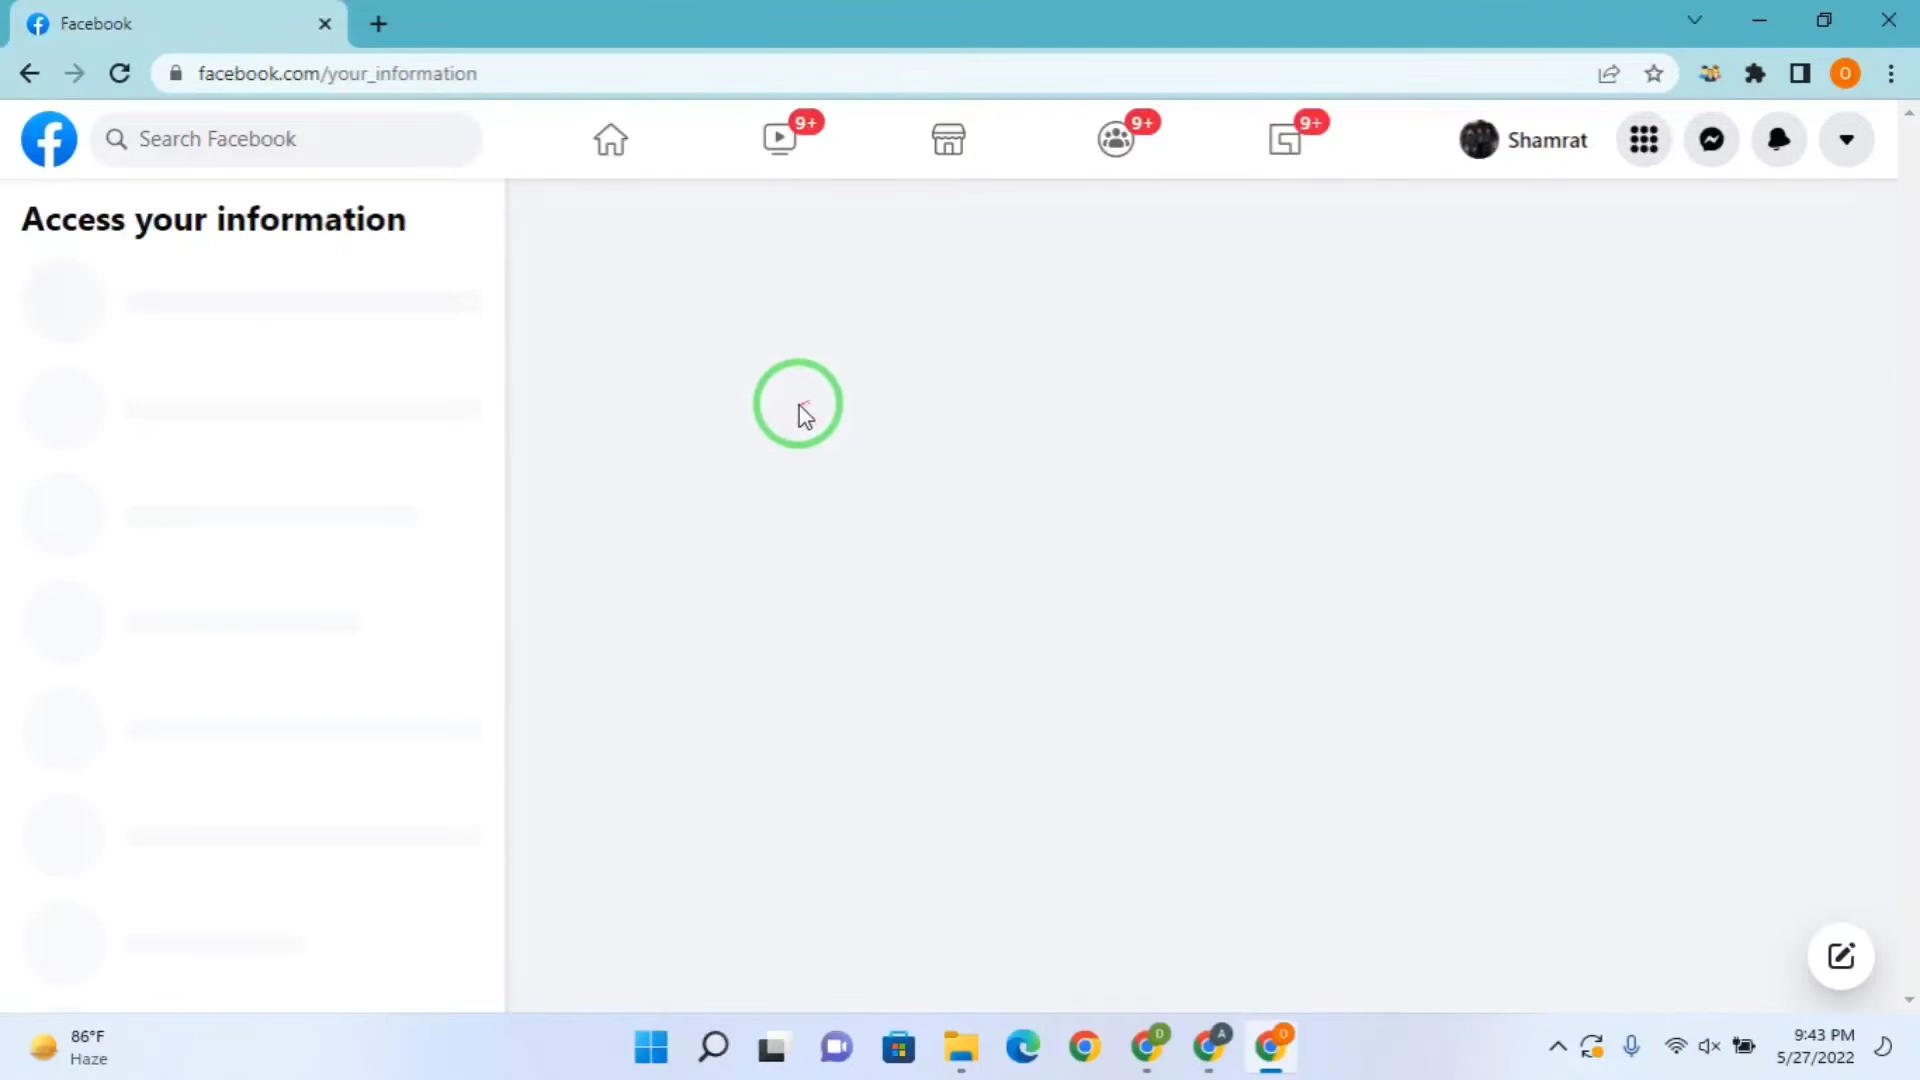 Facebook
facebook.com/your_information
O
Search Facebook
9+
9+
9+
Shamrat
Access your information
86°F
Haze
D
A
O
9:43 PM
5/27/2022